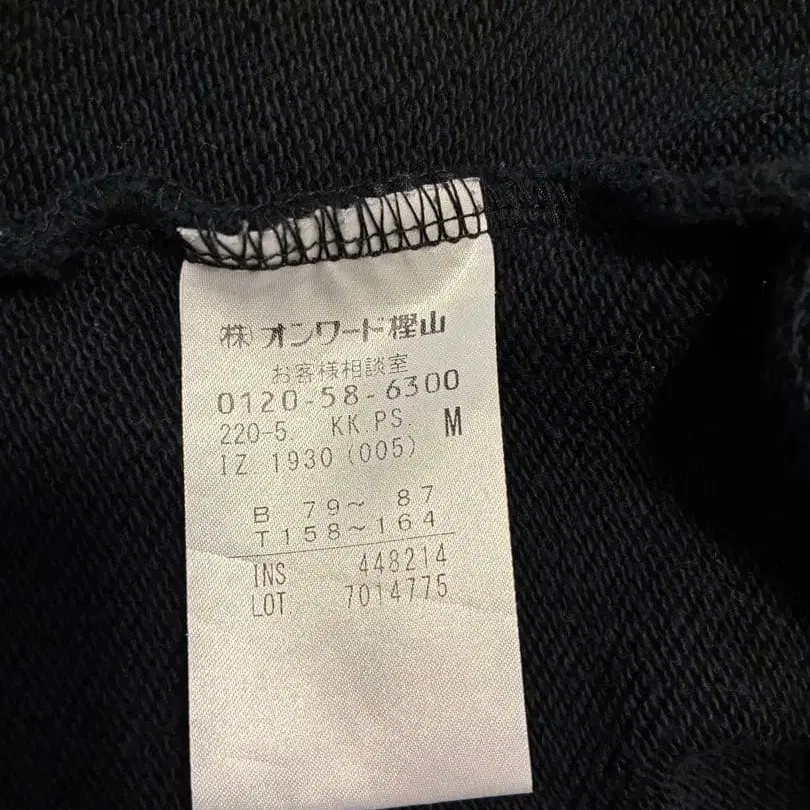 ㈱オンワード樫山
お客様相談室
0120-58-6300
220-5. KK.PS. M
IZ. 1930 (005)
B 79～ 87
T158～164
INS 448214
LOT 7014775